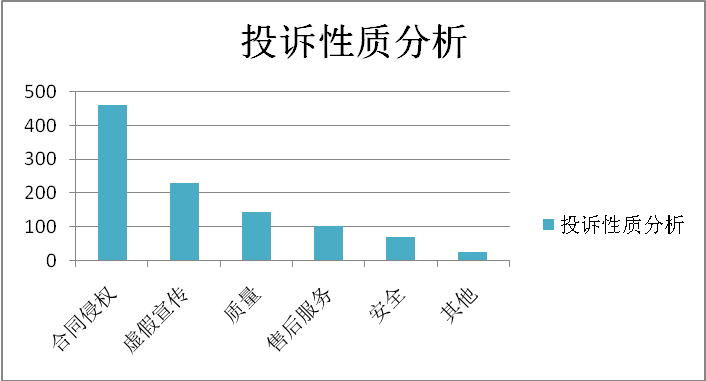 投诉性质分析
500
400
300
200
100
0
合同侵权
虚假宣传
质量
售后服务
安全
其他
投诉性质分析